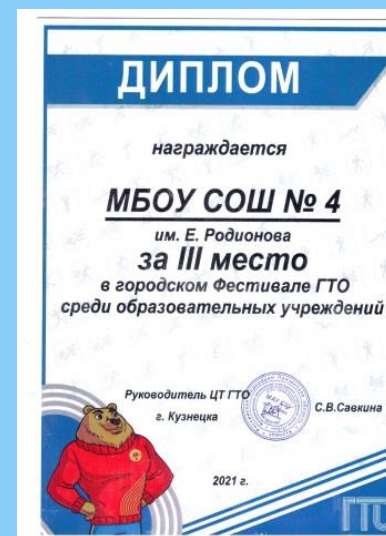 ДИПЛОМ
награждается
МБОУ СОШ № 4
им. Е. Родионова
за III место
в городском Фестивале ГТО
среди образовательных учреждений
Руководитель ЦТ ГТО
г. Кузнецка
С.В.Савкина
2021 г.
ГТО